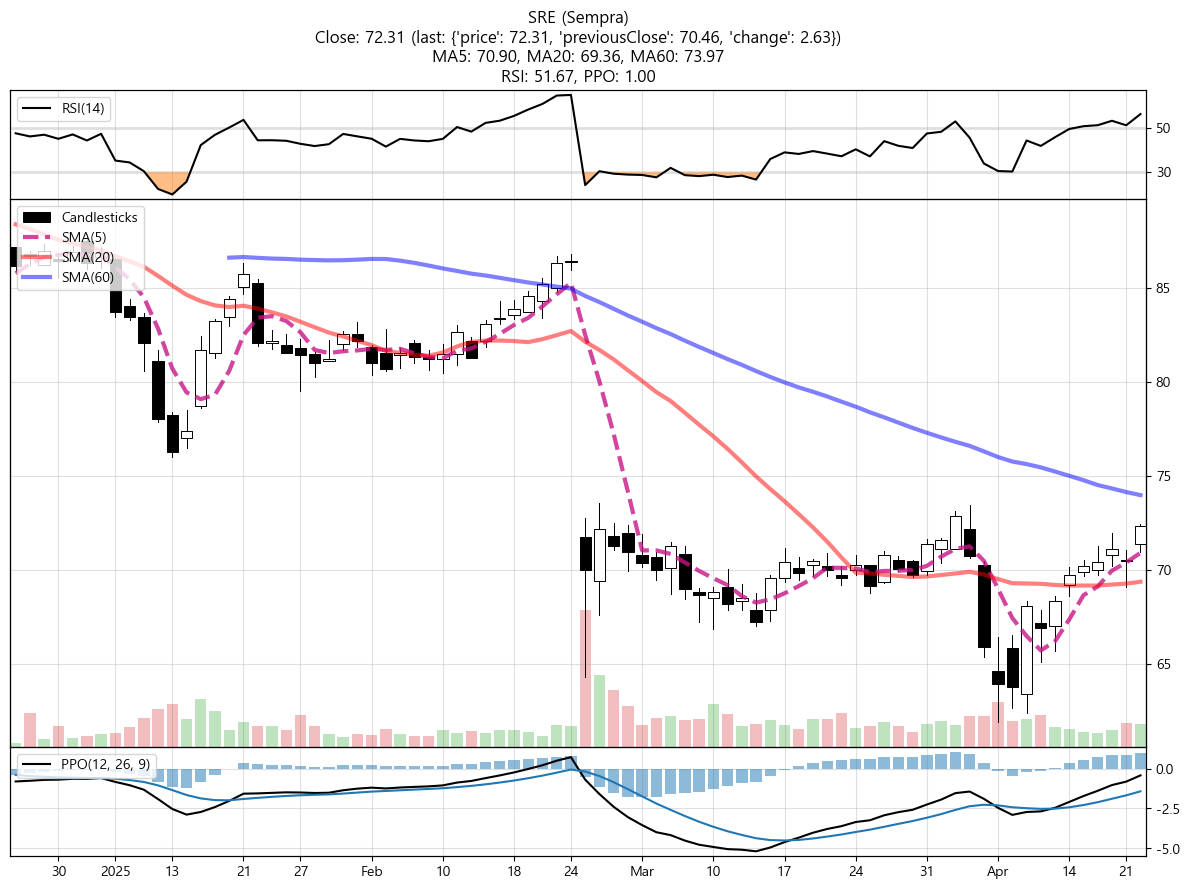 SRE (Sempra)
Close: 72.31 (last: {'price': 72.31, 'previousClose': 70.46, 'change': 2.63})
MA5: 70.90, MA20: 69.36, MA60: 73.97
RSI: 51.67, PPO: 1.00
RSI(14)
50
30
Candlesticks
SMA(5)
SMA(20)
SMA(60)
85
80
75
70
65
PPO(12, 26, 9)
0.0
-2.5
-5.0
30 2025 13 21 27 Feb 10 18 24 Mar 10 17 24 31 Apr 14 21